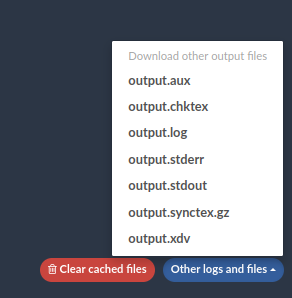 Download other output files
output.aux
output.chktex
output.log
output.stderr
output.stdout
output.synctex.gz
output.xdv
Clear cached files Other logs and files